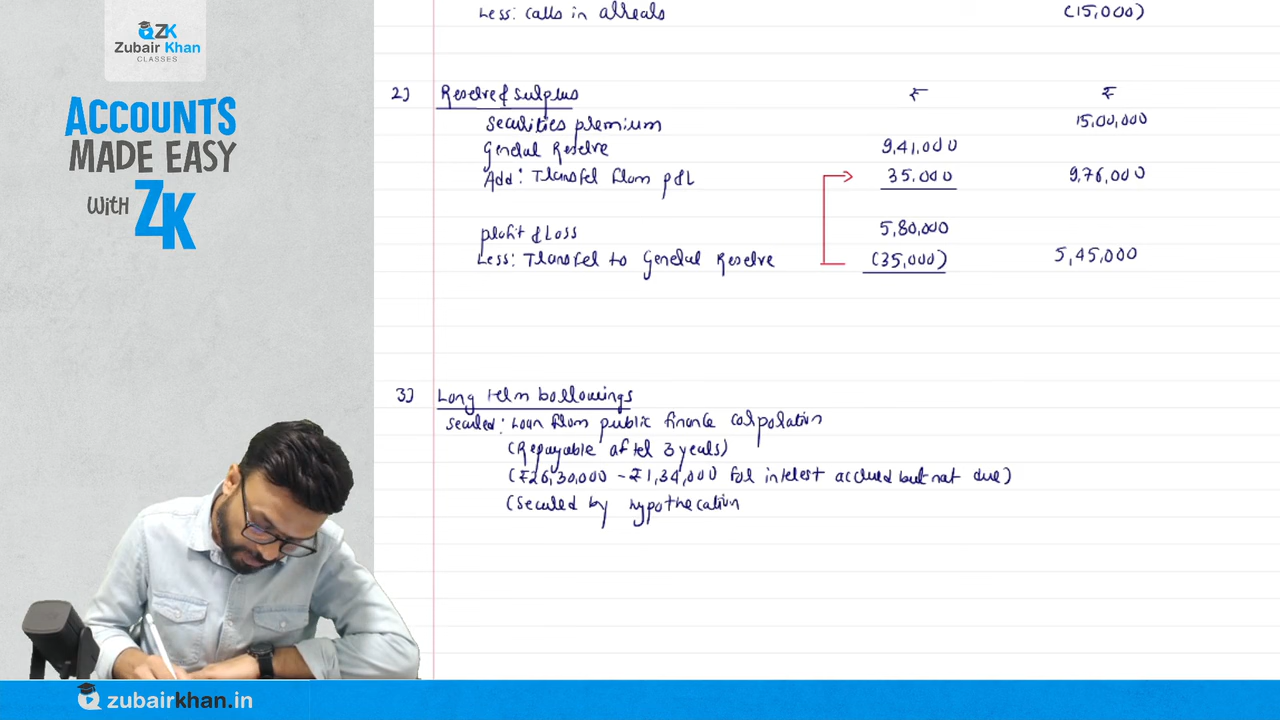 ZK
Zubair Khan
CLASSES
ACCOUNTS
MADE EASY
WITH ZK
Less: Calls in arrears (15,000)
2) Reserve & Surplus ₹ ₹
Securities premium 15,00,000
General Reserve 9,41,000
Add: Transfer from P&L 35,000 9,76,000
Profit & Loss 5,80,000
Less: Transfer to General Reserve (35,000) 5,45,000
3) Long term borrowings
Secured: Loan from public finance corporation
(Repayable after 3 years)
(₹26,30,000 - ₹1,34,000 for interest accrued but not due)
(Secured by hypothecation
zubairkhan.in